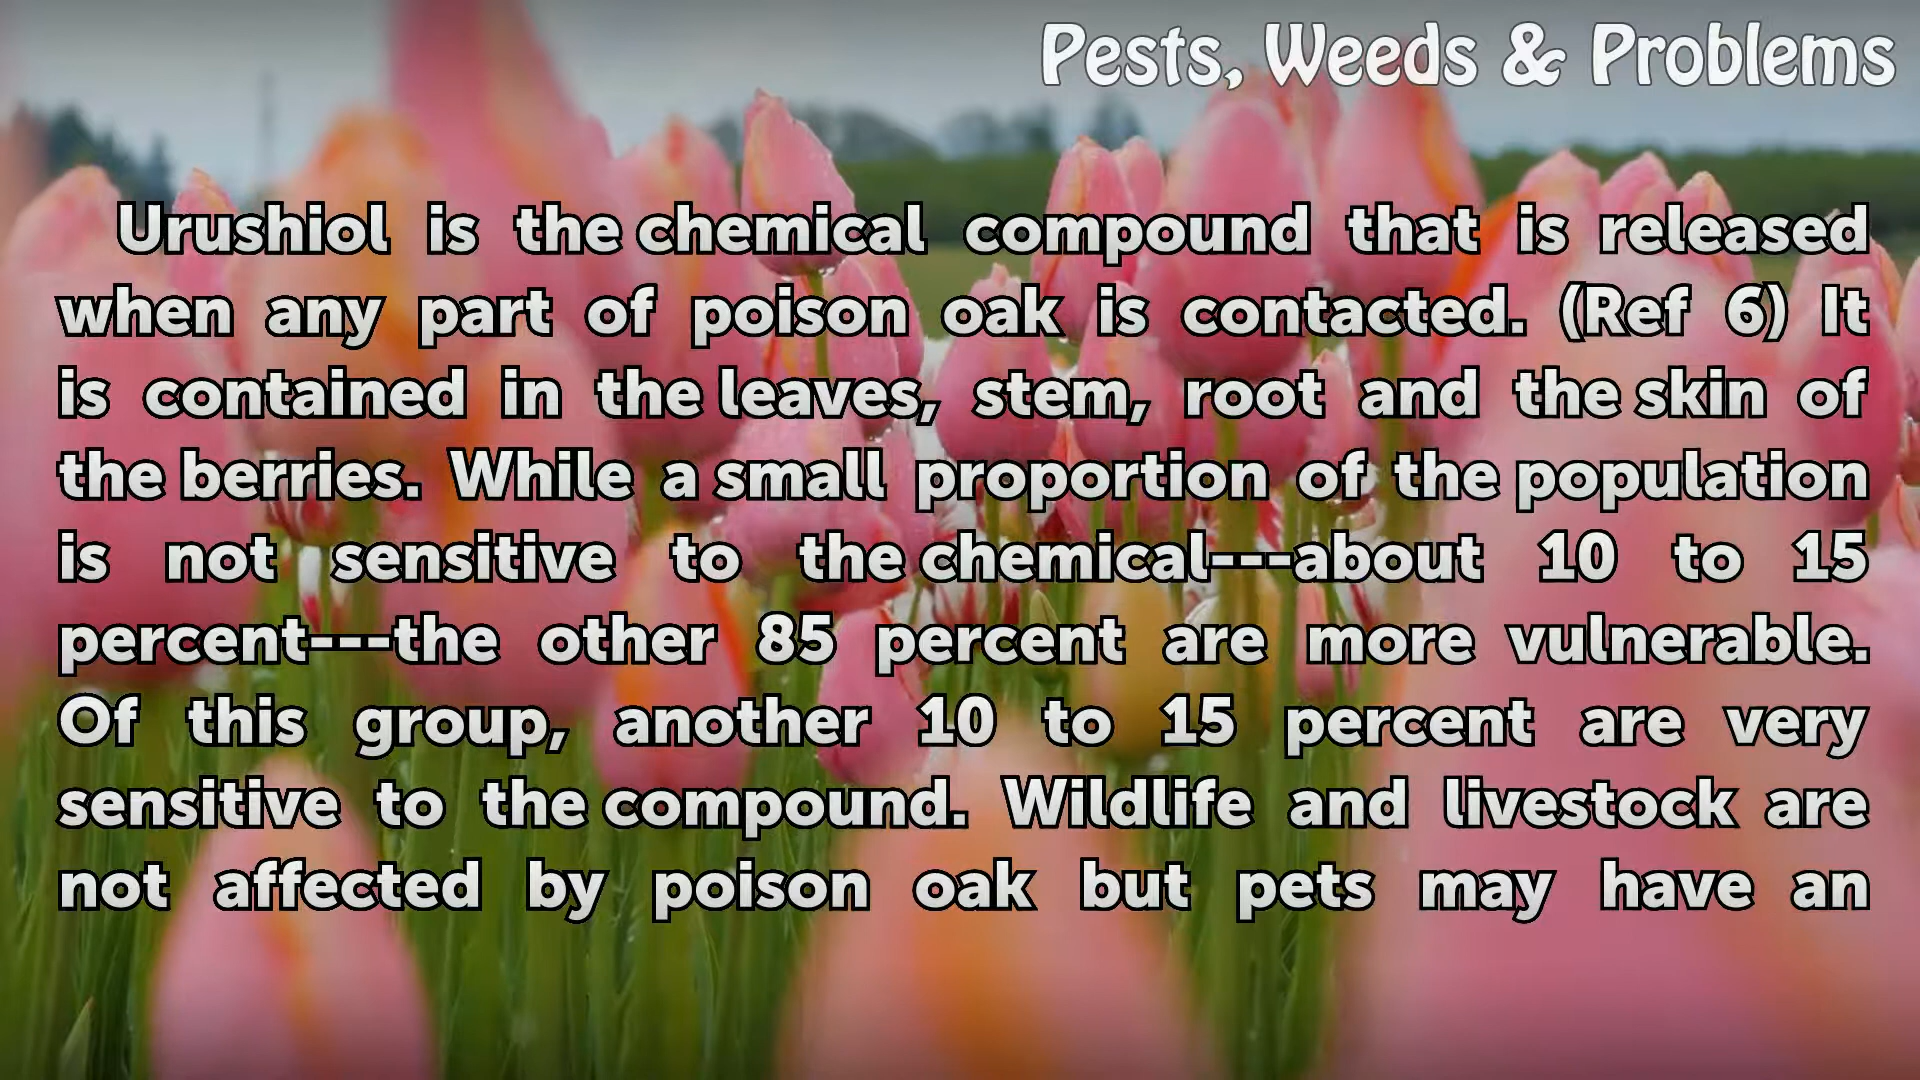 Pests, Weeds & Problems
Urushiol is the chemical compound that is released
when any part of poison oak is contacted. (Ref 6) It
is contained in the leaves, stem, root and the skin of
the berries. While a small proportion of the population
is not sensitive to the chemical---about 10 to 15
percent---the other 85 percent are more vulnerable.
Of this group, another 10 to 15 percent are very
sensitive to the compound. Wildlife and livestock are
not affected by poison oak but pets may have an